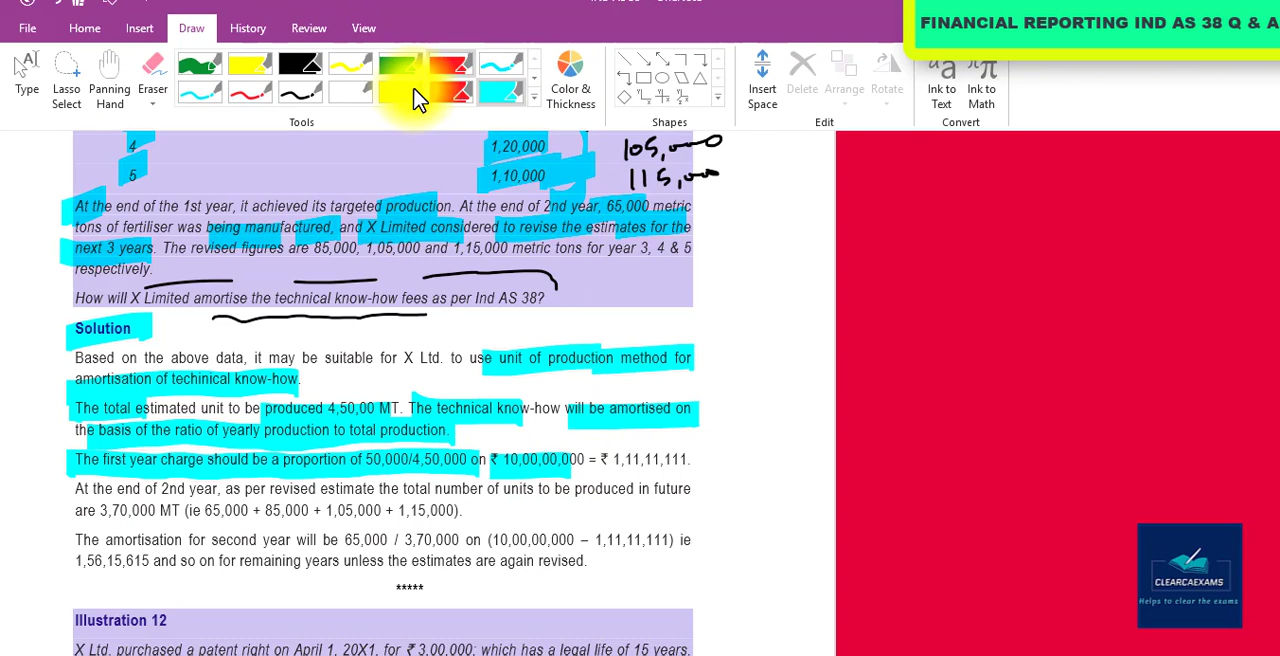 FINANCIAL REPORTING IND AS 38 Q & A
File Home Insert Draw History Review View
Type
Lasso Select
Panning Hand
Eraser
Color & Thickness
Insert Space
Delete
Arrange
Rotate
Ink to Text
Ink to Math
Tools
Shapes
Edit
Convert
4 1,20,000 105,000
5 1,10,000 115,000
At the end of the 1st year, it achieved its targeted production. At the end of 2nd year, 65,000 metric
tons of fertiliser was being manufactured, and X Limited considered to revise the estimates for the
next 3 years. The revised figures are 85,000, 1,05,000 and 1,15,000 metric tons for year 3, 4 & 5
respectively.
How will X Limited amortise the technical know-how fees as per Ind AS 38?
Solution
Based on the above data, it may be suitable for X Ltd. to use unit of production method for
amortisation of techinical know-how.
The total estimated unit to be produced 4,50,00 MT. The technical know-how will be amortised on
the basis of the ratio of yearly production to total production.
The first year charge should be a proportion of 50,000/4,50,000 on ₹ 10,00,00,000 = ₹ 1,11,11,111.
At the end of 2nd year, as per revised estimate the total number of units to be produced in future
are 3,70,000 MT (ie 65,000 + 85,000 + 1,05,000 + 1,15,000).
The amortisation for second year will be 65,000 / 3,70,000 on (10,00,00,000 – 1,11,11,111) ie
1,56,15,615 and so on for remaining years unless the estimates are again revised.
*****
Illustration 12
X Ltd. purchased a patent right on April 1, 20X1, for ₹ 3,00,000; which has a legal life of 15 years.
CLEARCAEXAMS
Helps to clear the exams